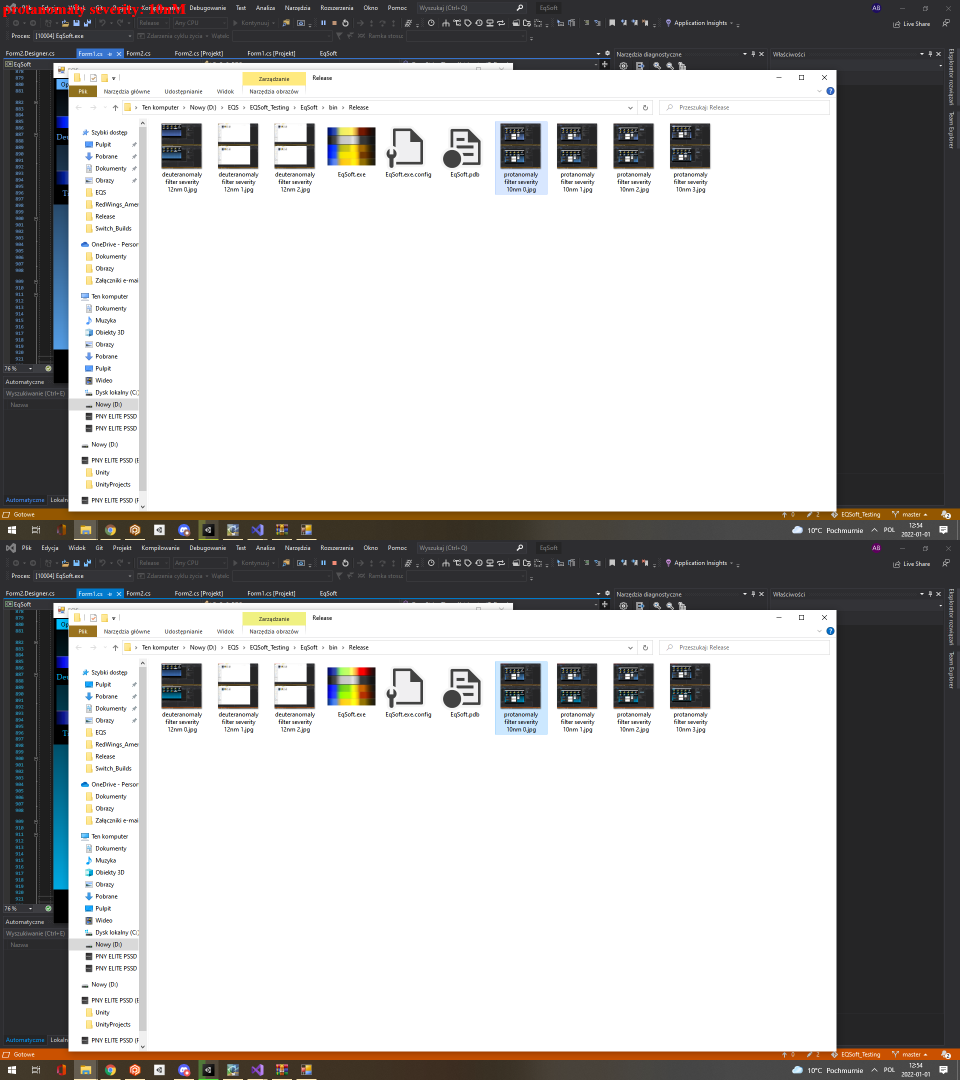 protanomaly severity : 10nM
Plik Edycja Widok Git Projekt Kompilowanie Debugowanie Test Analiza Narzędzia Rozszerzenia Okno Pomoc Wyszukaj (Ctrl+Q) EqSoft AB
Release Any CPU Kontynuuj Application Insights Live Share
Proces: [10004] EqSoft.exe Zdarzenia cyklu życia Wątek: Ramka stosu:
Form2.Designer.cs Form1.cs Form2.cs Form2.cs [Projekt] Form1.cs [Projekt] EqSoft Narzędzia diagnostyczne Właściwości
EqSoft
Zarządzanie Release
Plik Narzędzia główne Udostępnianie Widok Narzędzia obrazów
Ten komputer Nowy (D:) EQS EQSoft_Testing EqSoft bin Release Przeszukaj: Release
Eksplorator rozwiązań Team Explorer
Szybki dostęp
Pulpit
Pobrane
Dokumenty
Obrazy
EQS
RedWings_Amer
Release
Switch_Builds
OneDrive - Person
Dokumenty
Obrazy
Załączniki e-mai
Ten komputer
Dokumenty
Muzyka
Obiekty 3D
Obrazy
Pobrane
Pulpit
Wideo
Dysk lokalny (C:)
Nowy (D:)
PNY ELITE PSSD
PNY ELITE PSSD
Nowy (D:)
PNY ELITE PSSD (E
Unity
UnityProjects
PNY ELITE PSSD (F
deuteranomaly filter severity 12nm 0.jpg
deuteranomaly filter severity 12nm 1.jpg
deuteranomaly filter severity 12nm 2.jpg
EqSoft.exe
EqSoft.exe.config
EqSoft.pdb
protanomaly filter severity 10nm 0.jpg
protanomaly filter severity 10nm 1.jpg
protanomaly filter severity 10nm 2.jpg
protanomaly filter severity 10nm 3.jpg
76 %
Automatyczne
Wyszukiwanie (Ctrl+E)
Nazwa
Automatyczne Lokaln
Gotowe 0 2 EQSoft_Testing master 2
10°C Pochmurnie POL 12:54
2022-01-01
Plik Edycja Widok Git Projekt Kompilowanie Debugowanie Test Analiza Narzędzia Rozszerzenia Okno Pomoc Wyszukaj (Ctrl+Q) EqSoft AB
Release Any CPU Kontynuuj Application Insights Live Share
Proces: [10004] EqSoft.exe Zdarzenia cyklu życia Wątek: Ramka stosu:
Form2.Designer.cs Form1.cs Form2.cs Form2.cs [Projekt] Form1.cs [Projekt] EqSoft Narzędzia diagnostyczne Właściwości
EqSoft
Zarządzanie Release
Plik Narzędzia główne Udostępnianie Widok Narzędzia obrazów
Ten komputer Nowy (D:) EQS EQSoft_Testing EqSoft bin Release Przeszukaj: Release
Eksplorator rozwiązań Team Explorer
Szybki dostęp
Pulpit
Pobrane
Dokumenty
Obrazy
EQS
RedWings_Amer
Release
Switch_Builds
OneDrive - Person
Dokumenty
Obrazy
Załączniki e-mai
Ten komputer
Dokumenty
Muzyka
Obiekty 3D
Obrazy
Pobrane
Pulpit
Wideo
Dysk lokalny (C:)
Nowy (D:)
PNY ELITE PSSD
PNY ELITE PSSD
Nowy (D:)
PNY ELITE PSSD (E
Unity
UnityProjects
PNY ELITE PSSD (F
deuteranomaly filter severity 12nm 0.jpg
deuteranomaly filter severity 12nm 1.jpg
deuteranomaly filter severity 12nm 2.jpg
EqSoft.exe
EqSoft.exe.config
EqSoft.pdb
protanomaly filter severity 10nm 0.jpg
protanomaly filter severity 10nm 1.jpg
protanomaly filter severity 10nm 2.jpg
protanomaly filter severity 10nm 3.jpg
76 %
Automatyczne
Wyszukiwanie (Ctrl+E)
Nazwa
Automatyczne Lokaln
Gotowe 0 2 EQSoft_Testing master 2
10°C Pochmurnie POL 12:54
2022-01-01